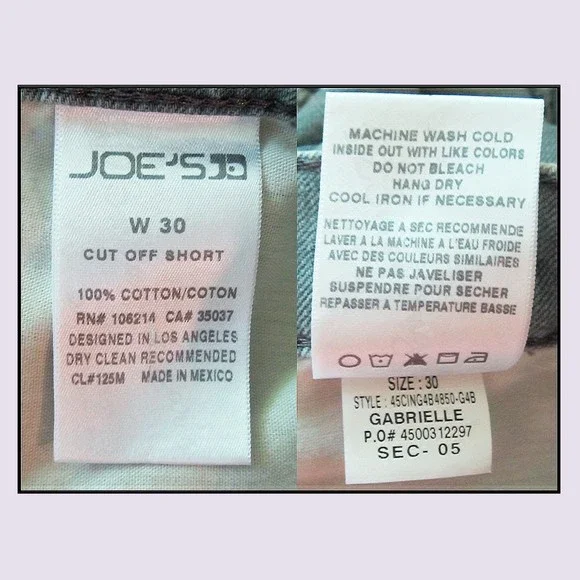 JOE'S
W 30
CUT OFF SHORT
100% COTTON/COTON
RN# 106214 CA# 35037
DESIGNED IN LOS ANGELES
DRY CLEAN RECOMMENDED
CL#125M MADE IN MEXICO
MACHINE WASH COLD
INSIDE OUT WITH LIKE COLORS
DO NOT BLEACH
HANG DRY
COOL IRON IF NECESSARY
NETTOYAGE A SEC RECOMMENDE
LAVER A LA MACHINE A L'EAU FROIDE
AVEC DES COULEURS SIMILAIRES
NE PAS JAVELISER
SUSPENDRE POUR SECHER
REPASSER A TEMPERATURE BASSE
SIZE : 30
STYLE : 45CING4B4850-G4B
GABRIELLE
P.O# 4500312297
SEC- 05